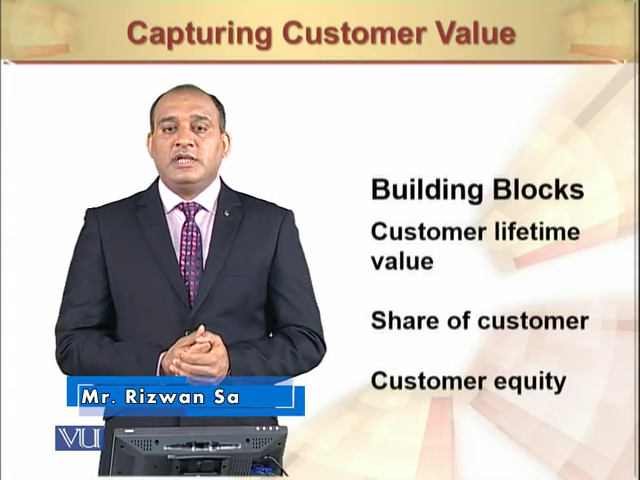 Capturing Customer Value
Building Blocks
Customer lifetime
value
Share of customer
Customer equity
Mr. Rizwan Sa
VU